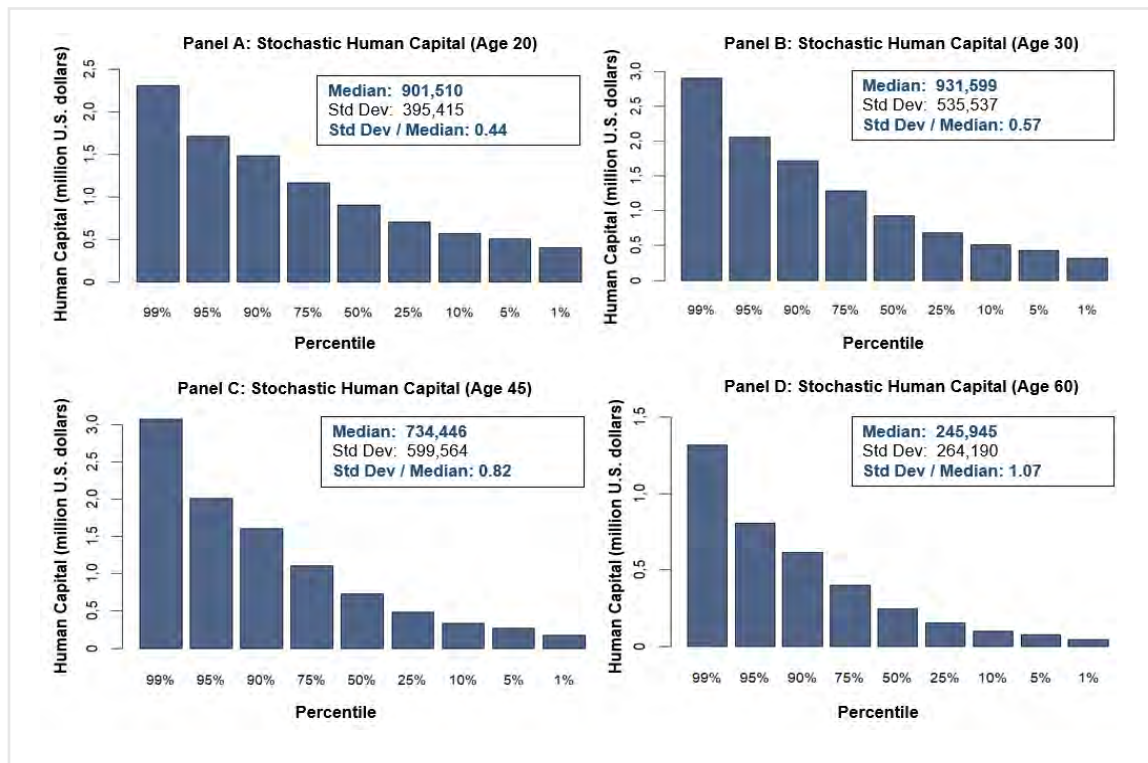 Panel A: Stochastic Human Capital (Age 20)
Human Capital (million U.S. dollars)
2,5
2,0
1,5
1,0
0,5
0
Median: 901,510
Std Dev: 395,415
Std Dev / Median: 0.44
99% 95% 90% 75% 50% 25% 10% 5% 1%
Percentile
Panel B: Stochastic Human Capital (Age 30)
Human Capital (million U.S. dollars)
3,0
2,5
2,0
1,5
1,0
0,5
0
Median: 931,599
Std Dev: 535,537
Std Dev / Median: 0.57
99% 95% 90% 75% 50% 25% 10% 5% 1%
Percentile
Panel C: Stochastic Human Capital (Age 45)
Human Capital (million U.S. dollars)
3,0
2,5
2,0
1,5
1,0
0,5
0
Median: 734,446
Std Dev: 599,564
Std Dev / Median: 0.82
99% 95% 90% 75% 50% 25% 10% 5% 1%
Percentile
Panel D: Stochastic Human Capital (Age 60)
Human Capital (million U.S. dollars)
1,5
1,0
0,5
0
Median: 245,945
Std Dev: 264,190
Std Dev / Median: 1.07
99% 95% 90% 75% 50% 25% 10% 5% 1%
Percentile